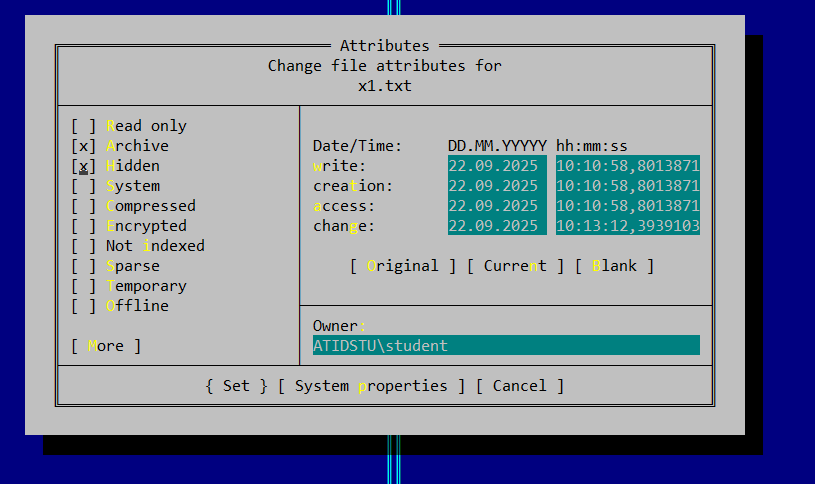 Attributes
Change file attributes for
x1.txt
[ ] Read only
[x] Archive
[x] Hidden
[ ] System
[ ] Compressed
[ ] Encrypted
[ ] Not indexed
[ ] Sparse
[ ] Temporary
[ ] Offline
[ More ]
Date/Time: DD.MM.YYYYY hh:mm:ss
write: 22.09.2025 10:10:58,8013871
creation: 22.09.2025 10:10:58,8013871
access: 22.09.2025 10:10:58,8013871
change: 22.09.2025 10:13:12,3939103
[ Original ] [ Current ] [ Blank ]
Owner:
ATIDSTU\student
{ Set } [ System properties ] [ Cancel ]